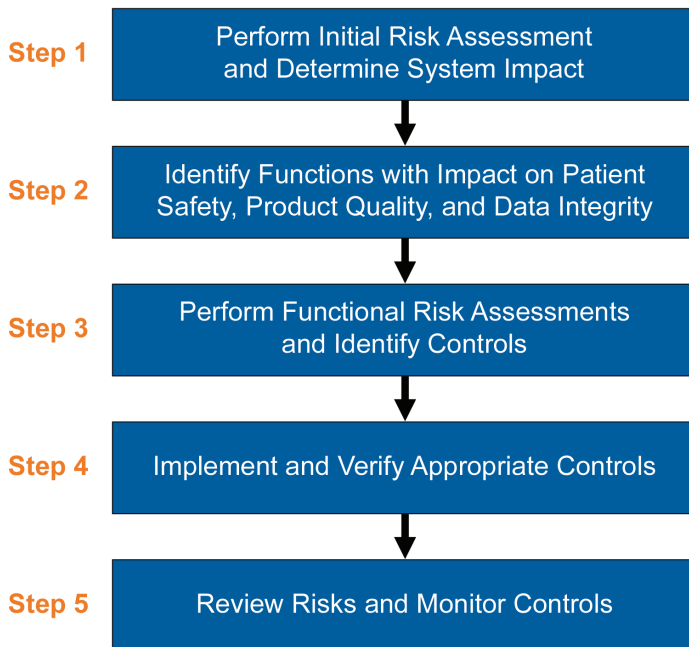 Step 1
Perform Initial Risk Assessment
and Determine System Impact
Step 2
Identify Functions with Impact on Patient
Safety, Product Quality, and Data Integrity
Step 3
Perform Functional Risk Assessments
and Identify Controls
Step 4
Implement and Verify Appropriate Controls
Step 5
Review Risks and Monitor Controls